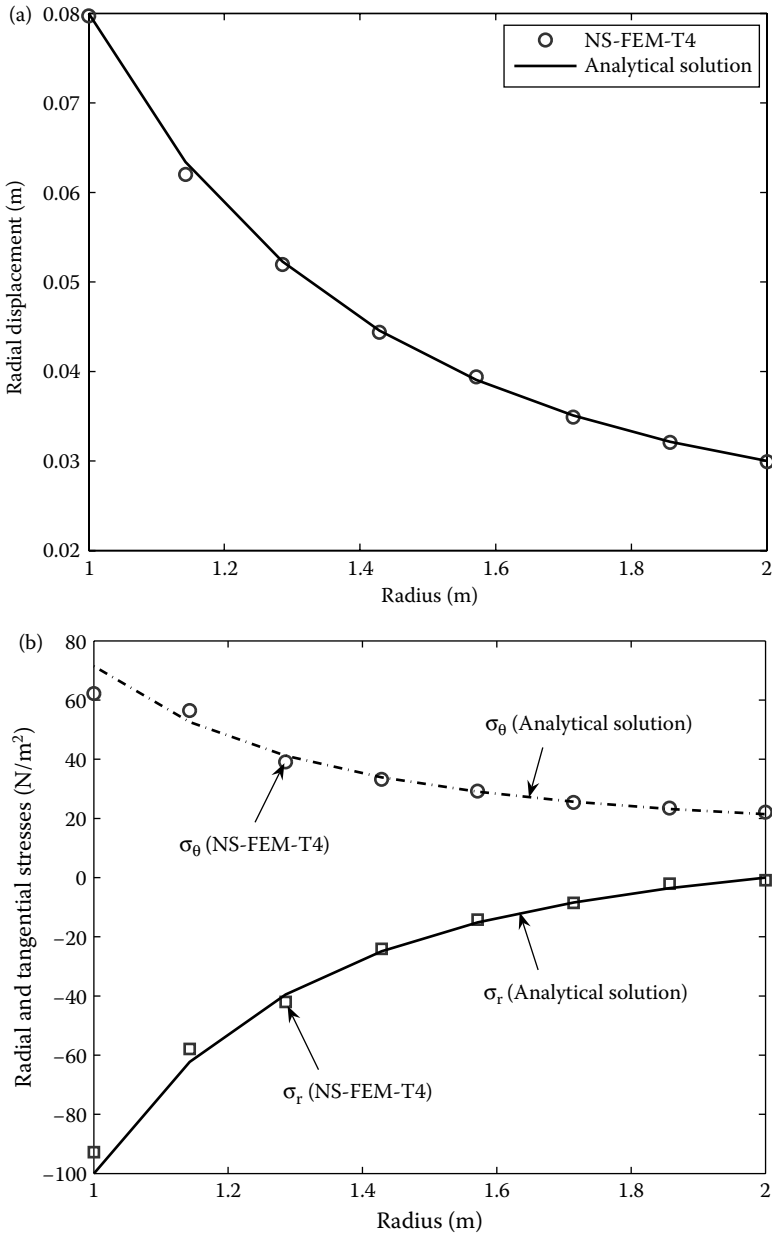 (a)
0.08
0.07
0.06
0.05
0.04
0.03
0.02
Radial displacement (m)
NS-FEM-T4
Analytical solution
1 1.2 1.4 1.6 1.8 2
Radius (m)
(b)
80
60
40
20
0
−20
−40
−60
−80
−100
Radial and tangential stresses (N/m²)
σθ (Analytical solution)
σθ (NS-FEM-T4)
σr (Analytical solution)
σr (NS-FEM-T4)
1 1.2 1.4 1.6 1.8 2
Radius (m)